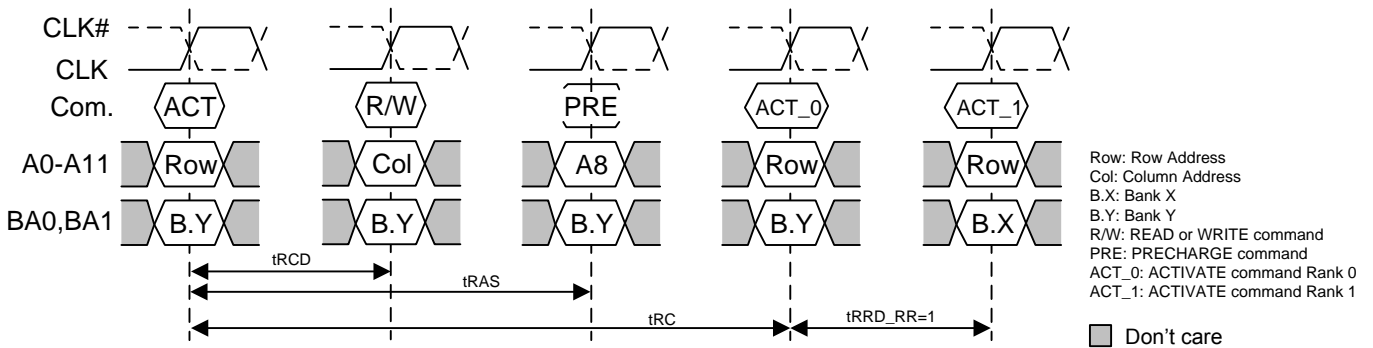 CLK#
CLK
Com. ACT R/W PRE ACT_0 ACT_1
A0-A11 Row Col A8 Row Row
BA0,BA1 B.Y B.Y B.Y B.Y B.X
tRCD
tRAS
tRC tRRD_RR=1
Row: Row Address
Col: Column Address
B.X: Bank X
B.Y: Bank Y
R/W: READ or WRITE command
PRE: PRECHARGE command
ACT_0: ACTIVATE command Rank 0
ACT_1: ACTIVATE command Rank 1
Don't care